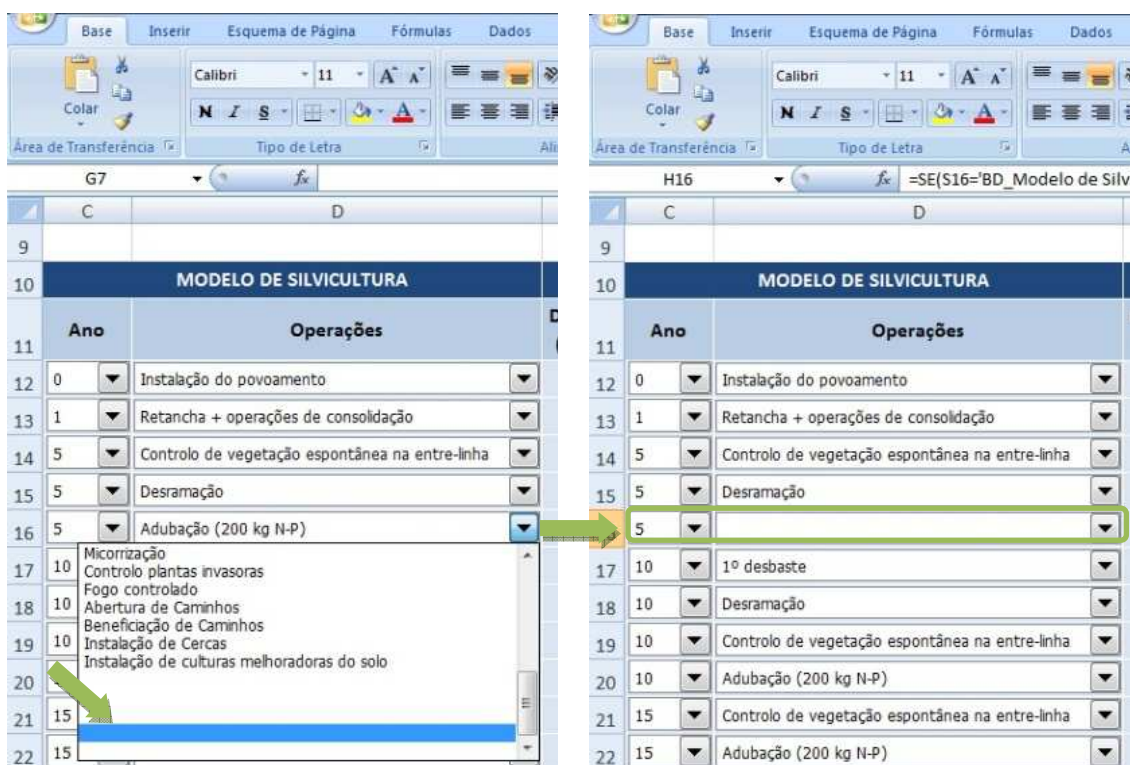 Base Inserir Esquema de Página Fórmulas Dados
Calibri 11 A A
Colar N I S A
Área de Transferência Tipo de Letra
G7 fx
C D
9
10 MODELO DE SILVICULTURA
11 Ano Operações
12 0 Instalação do povoamento
13 1 Retancha + operações de consolidação
14 5 Controlo de vegetação espontânea na entre-linha
15 5 Desramação
16 5 Adubação (200 kg N-P)
Micorrização
17 10 Controlo plantas invasoras
Fogo controlado
18 10 Abertura de Caminhos
Beneficiação de Caminhos
19 10 Instalação de Cercas
Instalação de culturas melhoradoras do solo
20
21 15
22 15
Base Inserir Esquema de Página Fórmulas Dados
Calibri 11 A A
Colar N I S A
Área de Transferência Tipo de Letra
H16 fx =SE(S16='BD_Modelo de Silv
C D
9
10 MODELO DE SILVICULTURA
11 Ano Operações
12 0 Instalação do povoamento
13 1 Retancha + operações de consolidação
14 5 Controlo de vegetação espontânea na entre-linha
15 5 Desramação
5
17 10 1º desbaste
18 10 Desramação
19 10 Controlo de vegetação espontânea na entre-linha
20 10 Adubação (200 kg N-P)
21 15 Controlo de vegetação espontânea na entre-linha
22 15 Adubação (200 kg N-P)